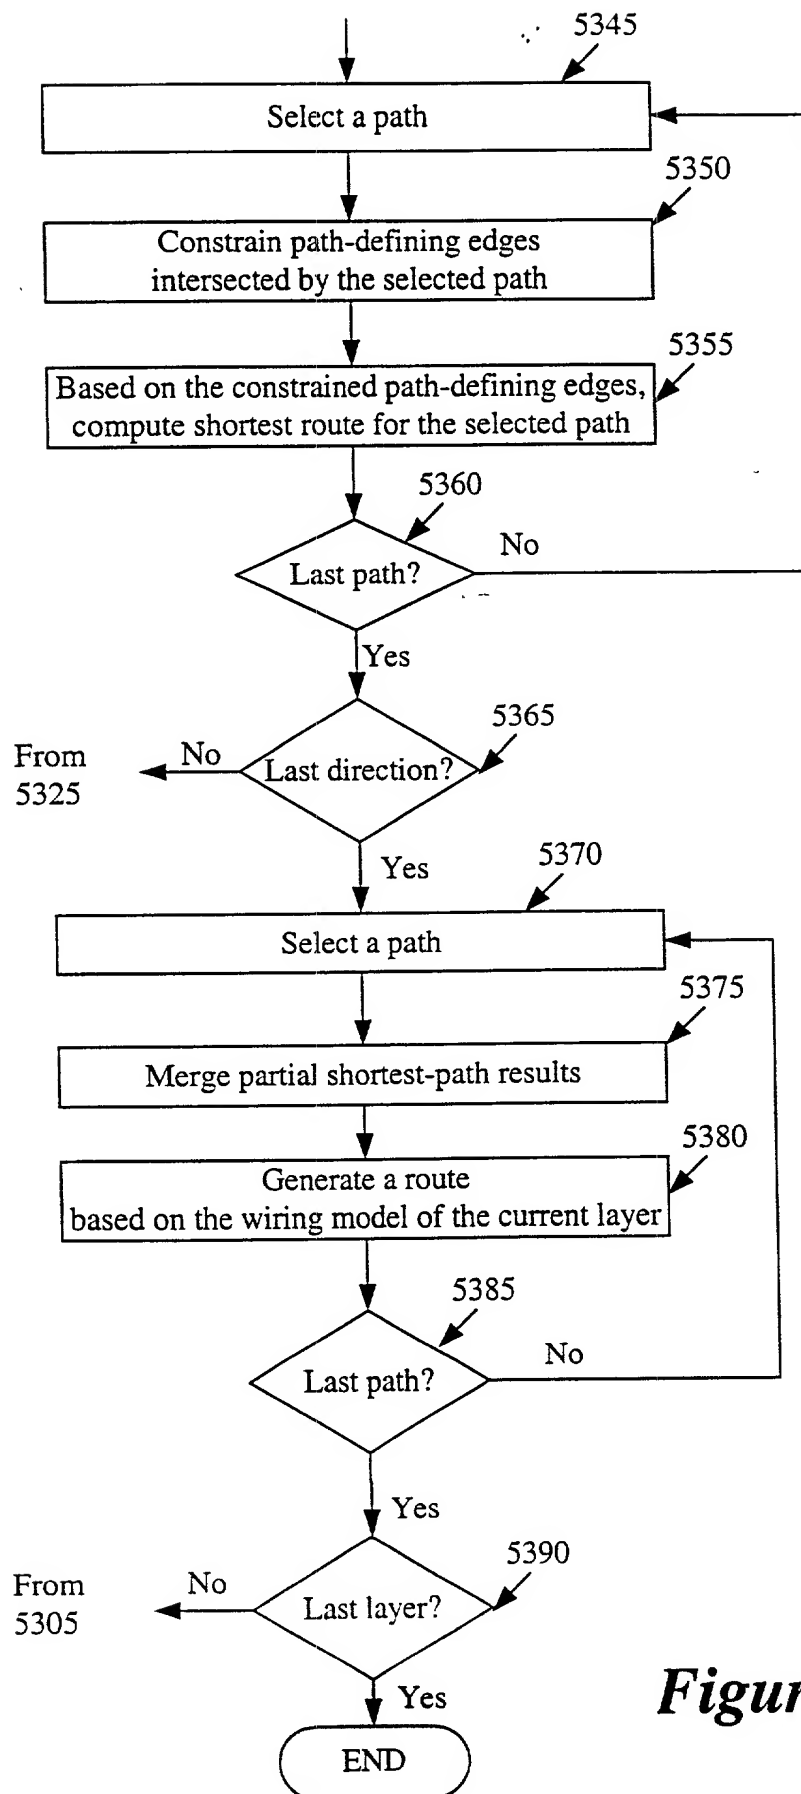 5345
Select a path
5350
Constrain path-defining edges
intersected by the selected path
5355
Based on the constrained path-defining edges,
compute shortest route for the selected path
5360
Last path?
No
Yes
5365
Last direction?
No
From
5325
Yes
5370
Select a path
5375
Merge partial shortest-path results
5380
Generate a route
based on the wiring model of the current layer
5385
Last path?
No
Yes
5390
Last layer?
No
From
5305
Yes
END
Figur